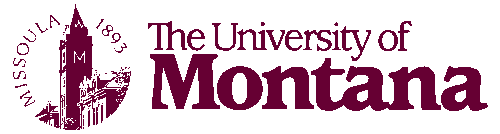 MISSOULA 1893
M
The University of
Montana